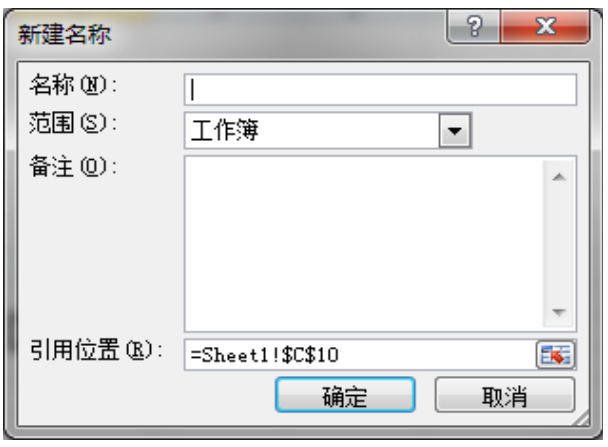 新建名称
名称(N):
范围(S): 工作簿
备注(O):
引用位置(R): =Sheet1!$C$10
确定 取消